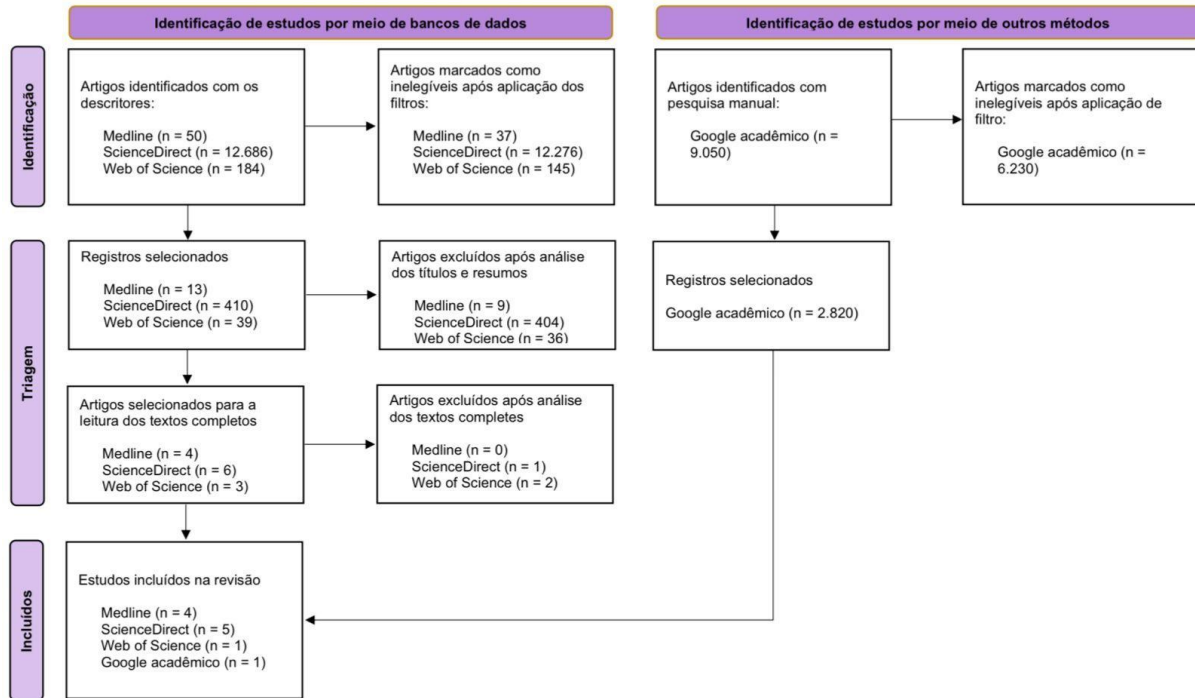 Identificação de estudos por meio de bancos de dados
Identificação de estudos por meio de outros métodos
Identificação
Artigos identificados com os
descritores:
Medline (n = 50)
ScienceDirect (n = 12.686)
Web of Science (n = 184)
Artigos marcados como
inelegíveis após aplicação dos
filtros:
Medline (n = 37)
ScienceDirect (n = 12.276)
Web of Science (n = 145)
Artigos identificados com
pesquisa manual:
Google acadêmico (n =
9.050)
Artigos marcados como
inelegíveis após aplicação de
filtro:
Google acadêmico (n =
6.230)
Triagem
Registros selecionados
Medline (n = 13)
ScienceDirect (n = 410)
Web of Science (n = 39)
Artigos excluídos após análise
dos títulos e resumos
Medline (n = 9)
ScienceDirect (n = 404)
Web of Science (n = 36)
Registros selecionados
Google acadêmico (n = 2.820)
Artigos selecionados para a
leitura dos textos completos
Medline (n = 4)
ScienceDirect (n = 6)
Web of Science (n = 3)
Artigos excluídos após análise
dos textos completes
Medline (n = 0)
ScienceDirect (n = 1)
Web of Science (n = 2)
Incluídos
Estudos incluídos na revisão
Medline (n = 4)
ScienceDirect (n = 5)
Web of Science (n = 1)
Google acadêmico (n = 1)